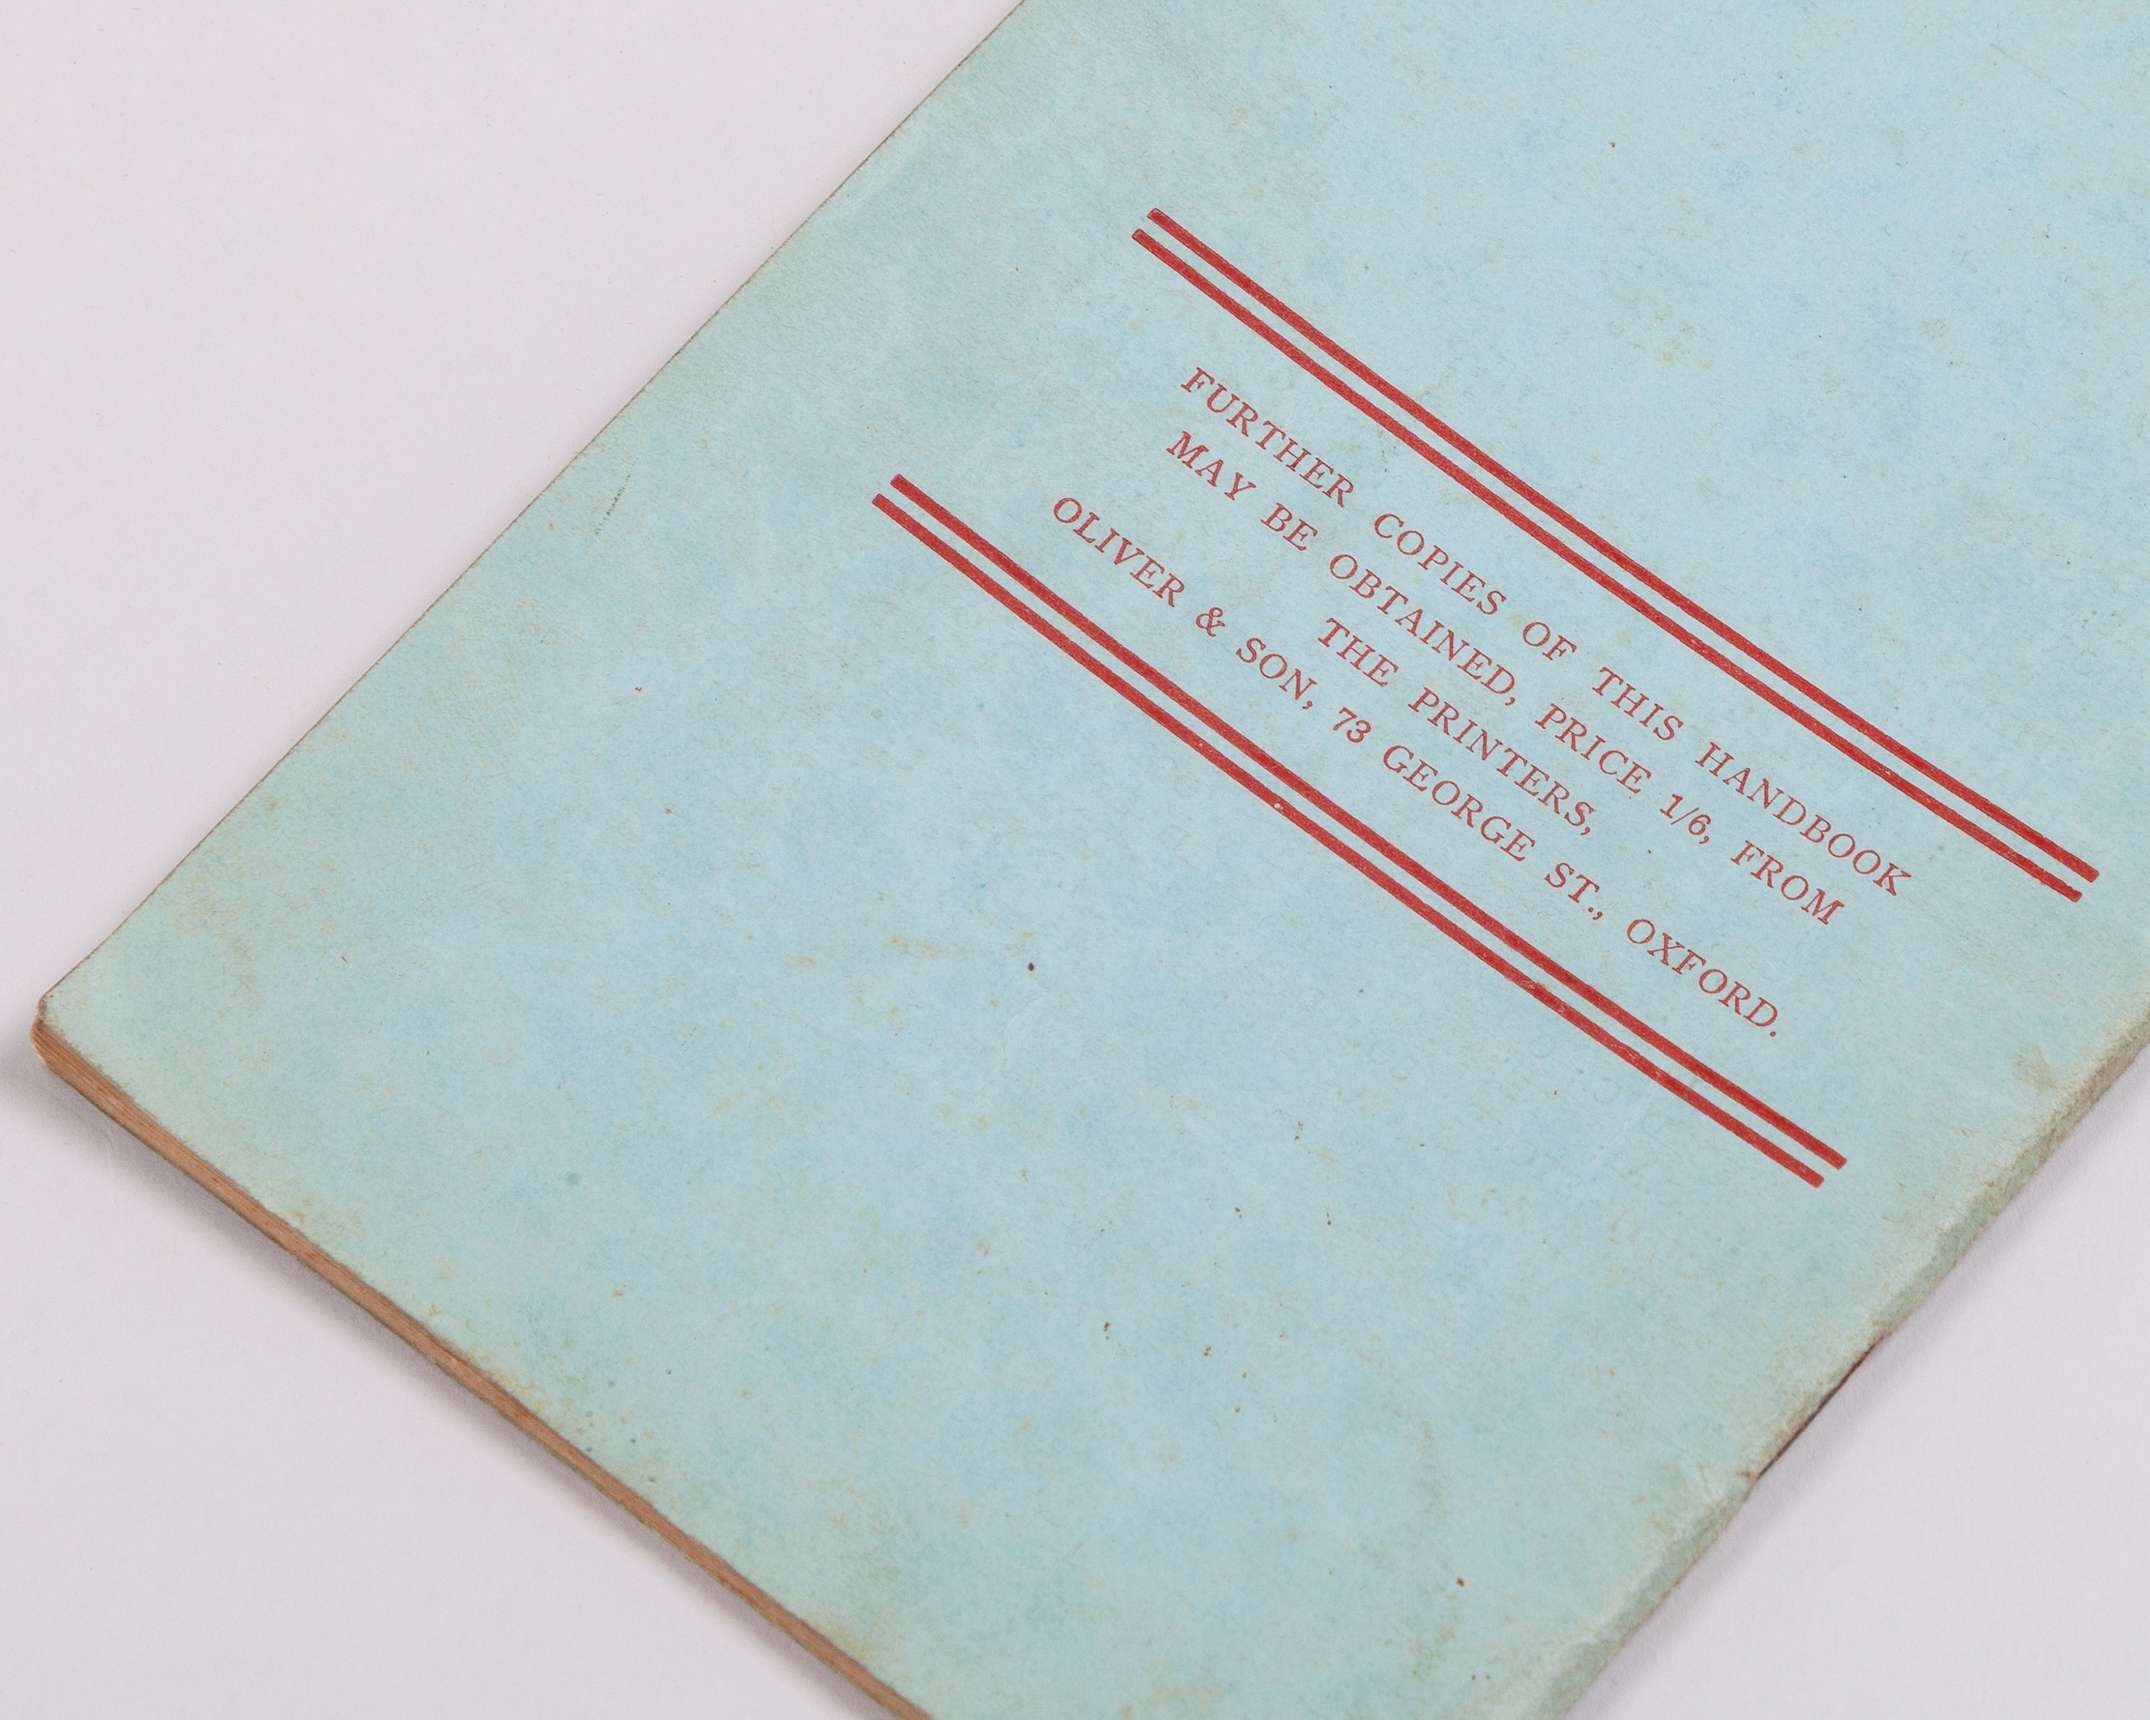 FURTHER COPIES OF THIS HANDBOOK
MAY BE OBTAINED, PRICE 1/6, FROM
THE PRINTERS,
OLIVER & SON, 73 GEORGE ST., OXFORD.